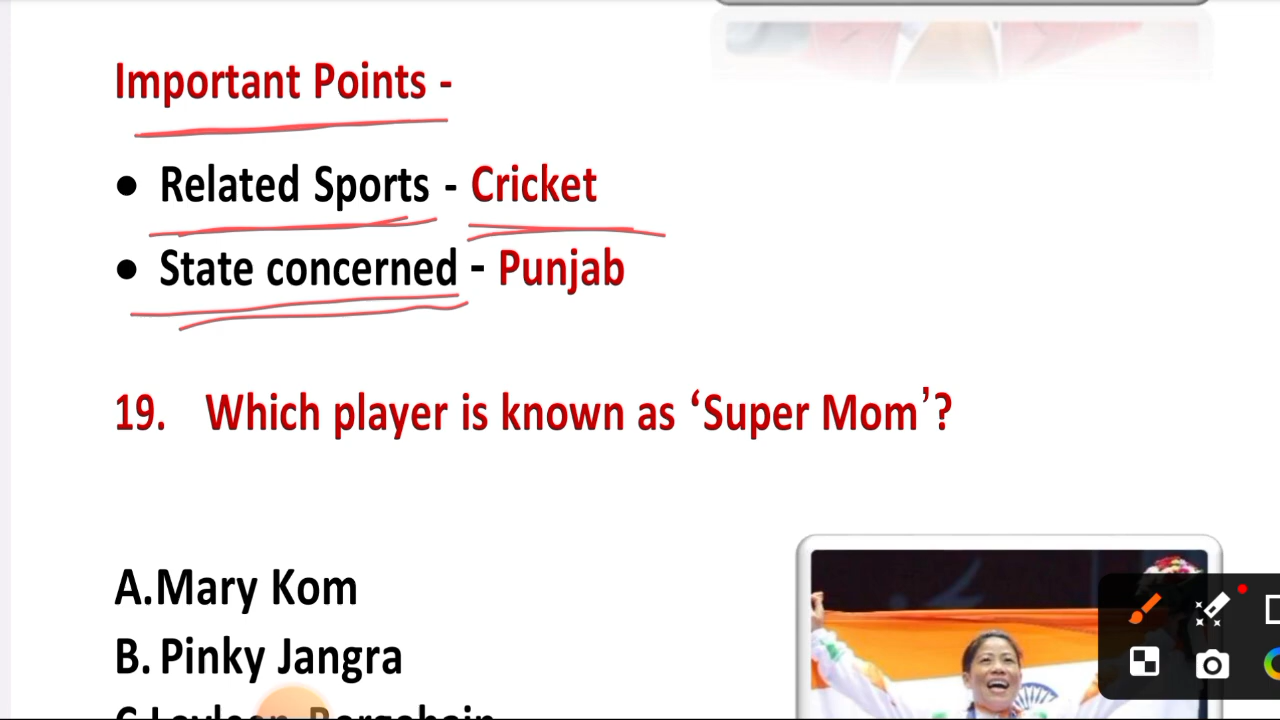 Important Points -
• Related Sports - Cricket
• State concerned - Punjab
19. Which player is known as ‘Super Mom’?
A.Mary Kom
B. Pinky Jangra